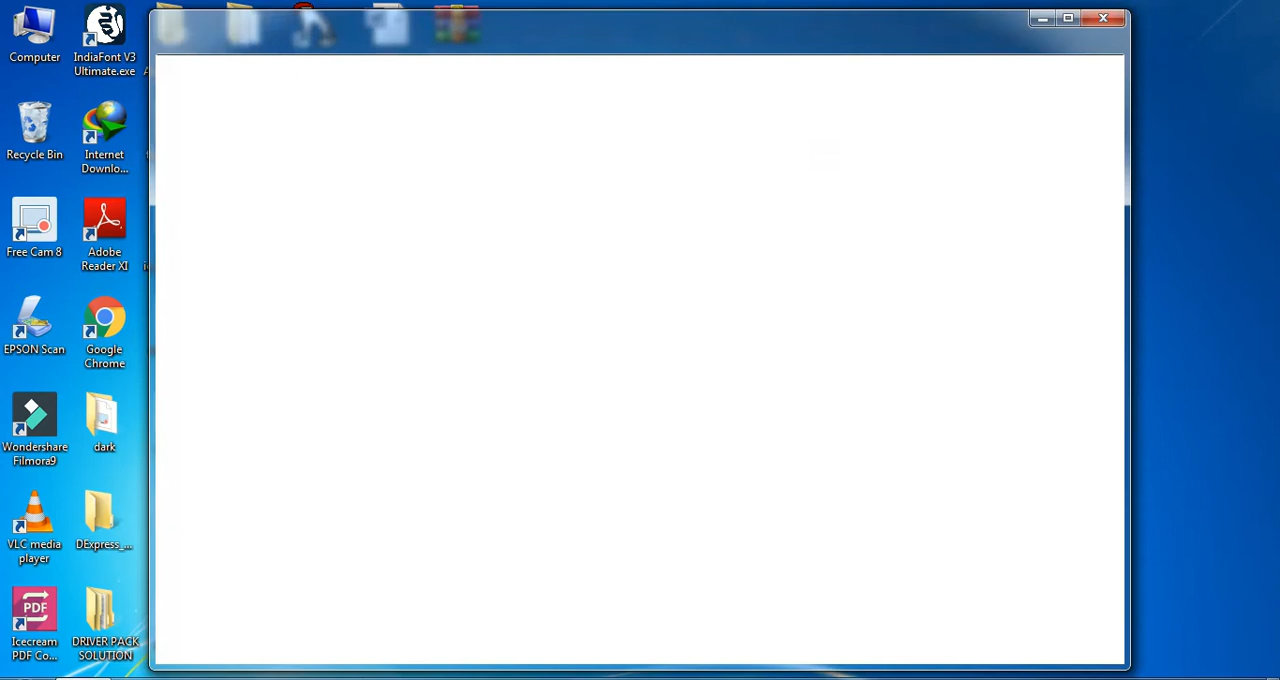 Computer
IndiaFont V3
Ultimate.exe
Recycle Bin
Internet
Downlo...
Free Cam 8
Adobe
Reader XI
EPSON Scan
Google
Chrome
Wondershare
Filmora9
dark
VLC media
player
DExpress_...
PDF
Icecream
PDF Co...
DRIVER PACK
SOLUTION